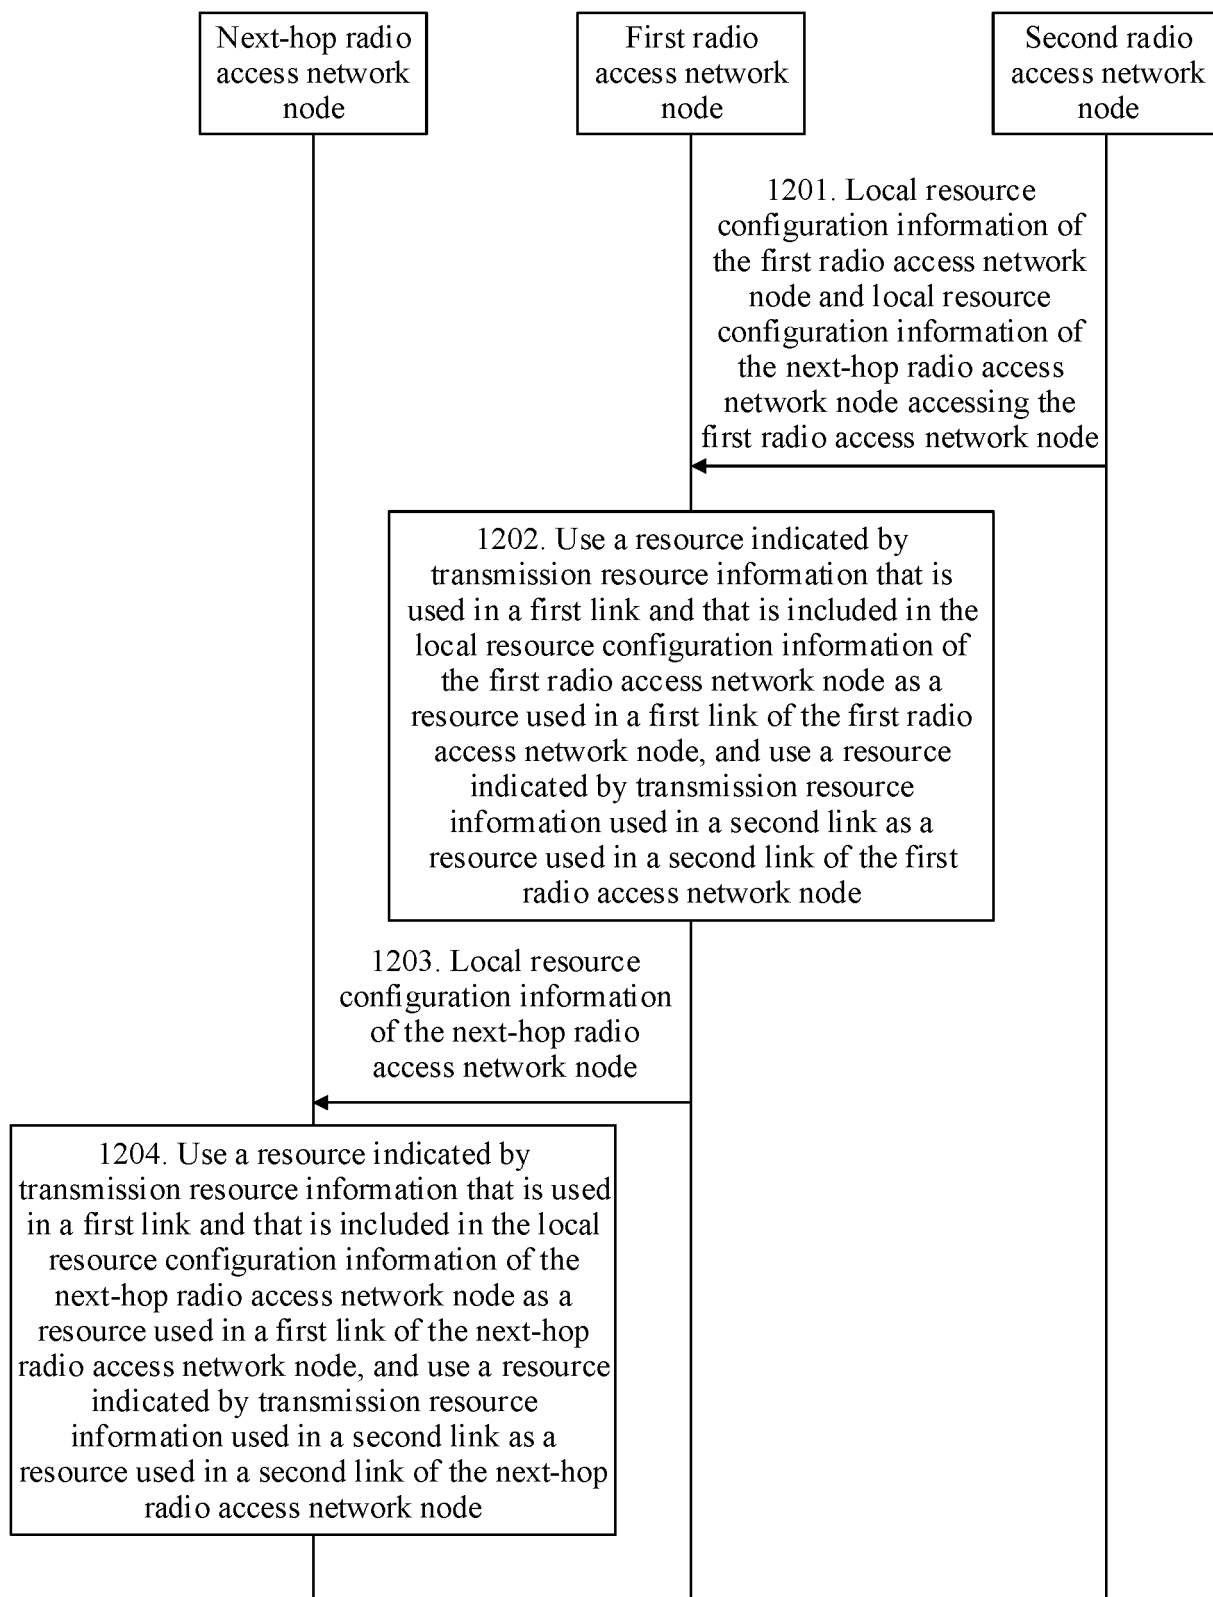 Next-hop radio
access network
node
First radio
access network
node
Second radio
access network
node
1201. Local resource
configuration information of
the first radio access network
node and local resource
configuration information of
the next-hop radio access
network node accessing the
first radio access network node
1202. Use a resource indicated by
transmission resource information that is
used in a first link and that is included in the
local resource configuration information of
the first radio access network node as a
resource used in a first link of the first radio
access network node, and use a resource
indicated by transmission resource
information used in a second link as a
resource used in a second link of the first
radio access network node
1203. Local resource
configuration information
of the next-hop radio
access network node
1204. Use a resource indicated by
transmission resource information that is used
in a first link and that is included in the local
resource configuration information of the
next-hop radio access network node as a
resource used in a first link of the next-hop
radio access network node, and use a resource
indicated by transmission resource
information used in a second link as a
resource used in a second link of the next-hop
radio access network node